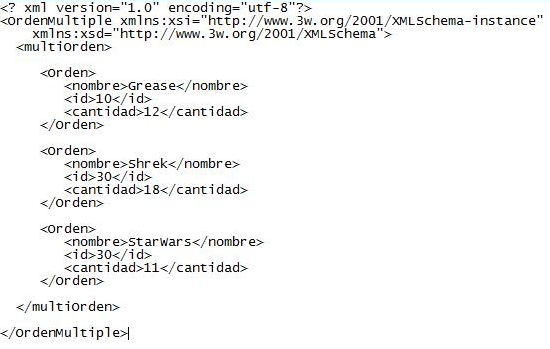 <? xml version="1.0" encoding="utf-8"?>
<OrdenMultiple xmlns:xsi="http://www.3w.org/2001/XMLSchema-instance"
xmlns:xsd="http://www.3w.org/2001/XMLSchema">
<multiOrden>
<Orden>
<nombre>Grease</nombre>
<id>10</id>
<cantidad>12</cantidad>
</Orden>
<Orden>
<nombre>Shrek</nombre>
<id>30</id>
<cantidad>18</cantidad>
</Orden>
<Orden>
<nombre>StarWars</nombre>
<id>30</id>
<cantidad>11</cantidad>
</Orden>
</multiOrden>
</OrdenMultiple>